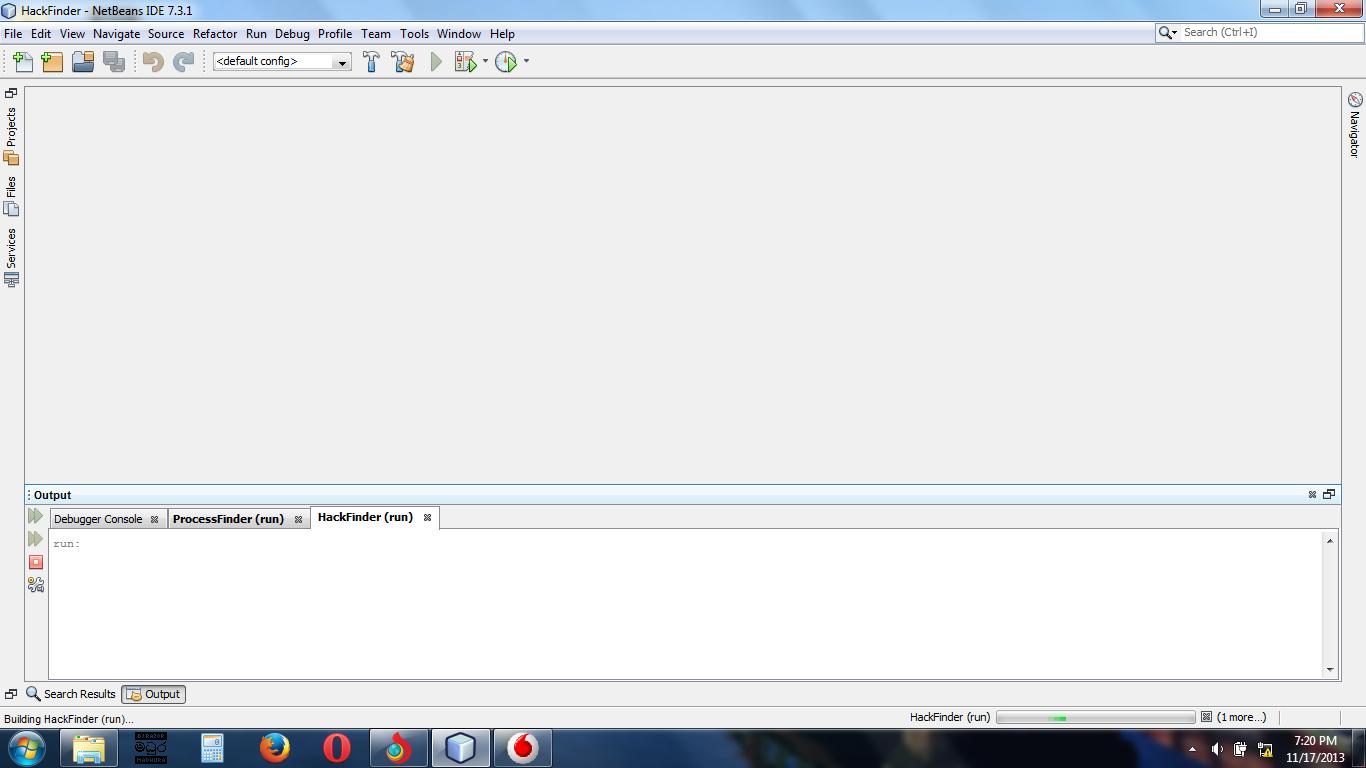 HackFinder - NetBeans IDE 7.3.1
File Edit View Navigate Source Refactor Run Debug Profile Team Tools Window Help
Search (Ctrl+I)
<default config>
Projects
Files
Services
Navigator
Output
Debugger Console
ProcessFinder (run)
HackFinder (run)
run:
Search Results
Output
Building HackFinder (run)...
HackFinder (run)
(1 more...)
මධුර
MADHURA
7:20 PM
11/17/2013